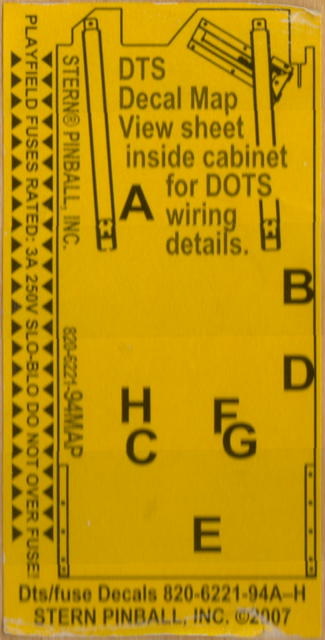 DTS
Decal Map
View sheet
inside cabinet
for DOTS
wiring
details.
A
B
D
H
C
F
G
E
STERN® PINBALL, INC.
820-6221-94MAP
PLAYFIELD FUSES RATED: 3A 250V SLO-BLO DO NOT OVER FUSE!
Dts/fuse Decals 820-6221-94A–H
STERN PINBALL, INC. ©2007